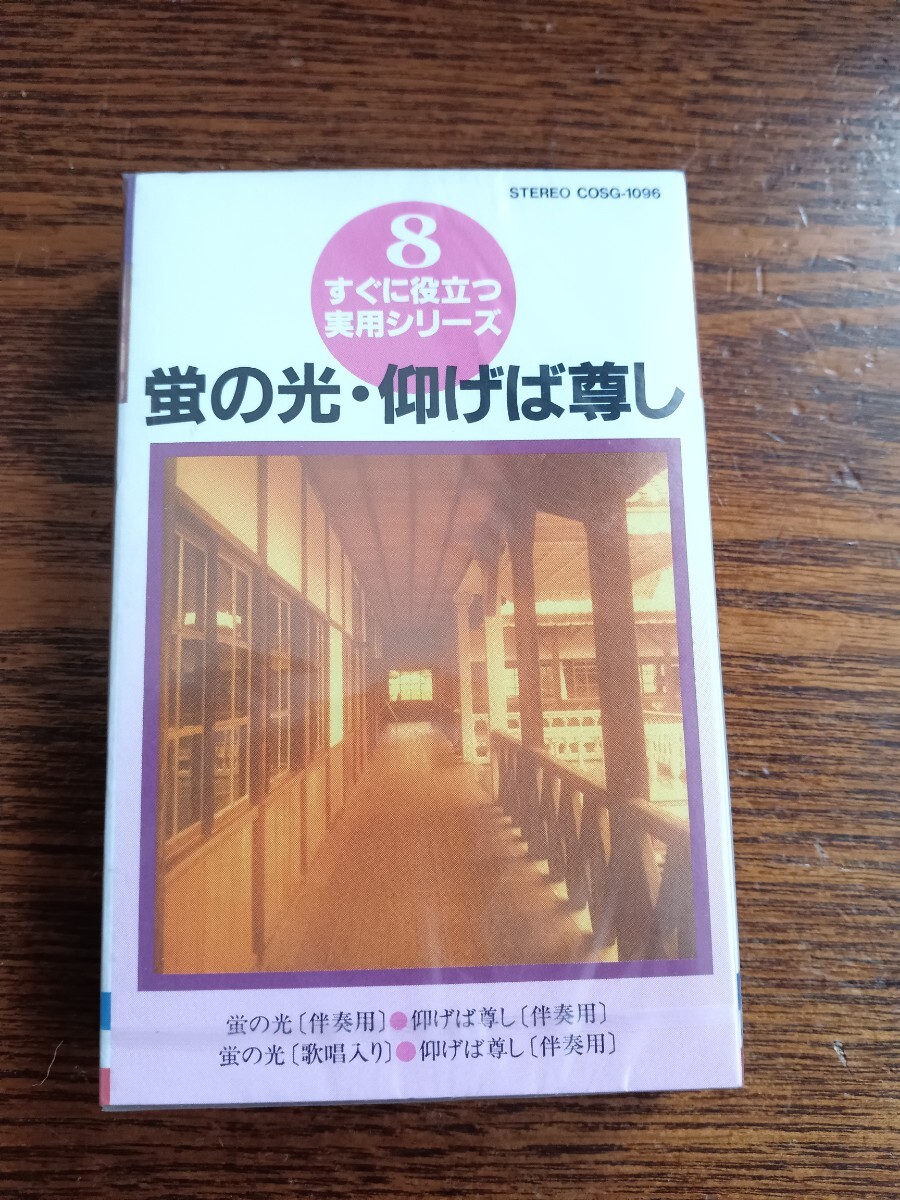 STEREO COSG-1096
8
すぐに役立つ
実用シリーズ
蛍の光・仰げば尊し
蛍の光〔伴奏用〕●仰げば尊し〔伴奏用〕
蛍の光〔歌唱入り〕●仰げば尊し〔伴奏用〕